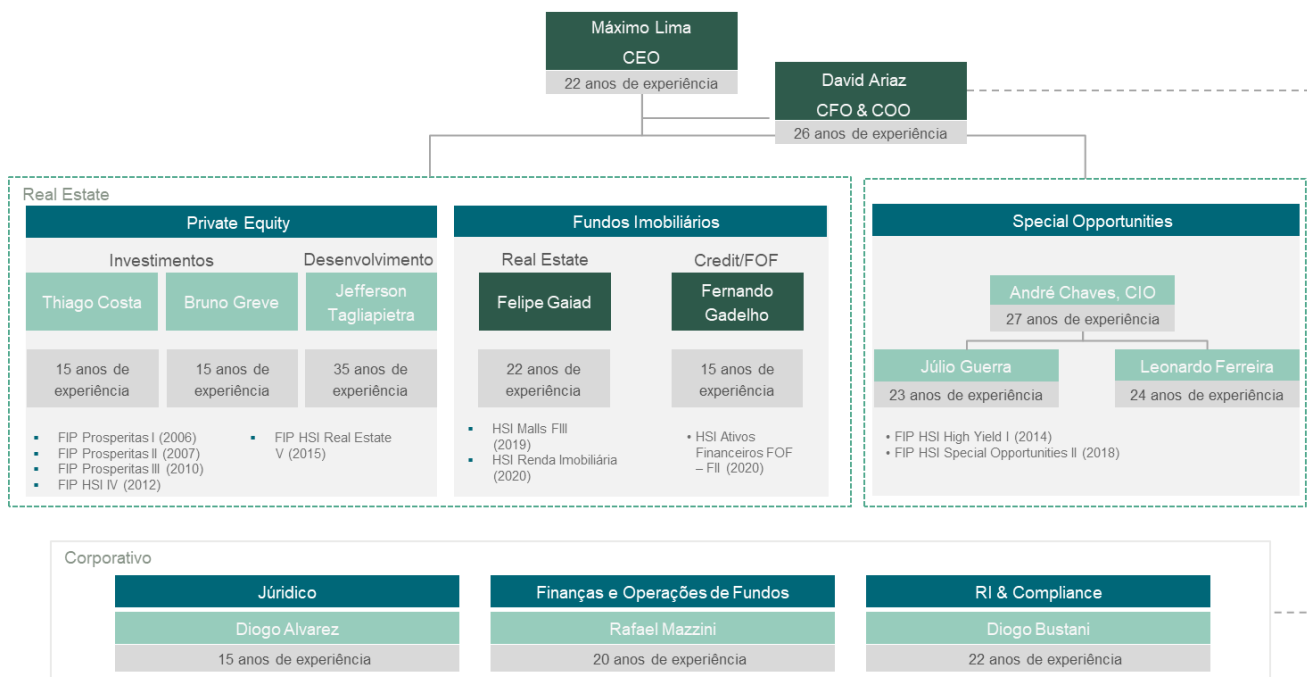 Máximo Lima
CEO
22 anos de experiência
David Ariaz
CFO & COO
26 anos de experiência
Real Estate
Private Equity
Investimentos
Desenvolvimento
Thiago Costa
Bruno Greve
Jefferson
Tagliapietra
15 anos de
experiência
15 anos de
experiência
35 anos de
experiência
▪ FIP Prosperitas I (2006)
▪ FIP Prosperitas II (2007)
▪ FIP Prosperitas III (2010)
▪ FIP HSI IV (2012)
▪ FIP HSI Real Estate
V (2015)
Fundos Imobiliários
Real Estate
Credit/FOF
Felipe Gaiad
Fernando
Gadelho
22 anos de
experiência
15 anos de
experiência
▪ HSI Malls FIII
(2019)
▪ HSI Renda Imobiliária
(2020)
• HSI Ativos
Financeiros FOF
– FII (2020)
Special Opportunities
André Chaves, CIO
27 anos de experiência
Júlio Guerra
23 anos de experiência
Leonardo Ferreira
24 anos de experiência
• FIP HSI High Yield I (2014)
• FIP HSI Special Opportunities II (2018)
Corporativo
Júridico
Diogo Alvarez
15 anos de experiência
Finanças e Operações de Fundos
Rafael Mazzini
20 anos de experiência
RI & Compliance
Diogo Bustani
22 anos de experiência